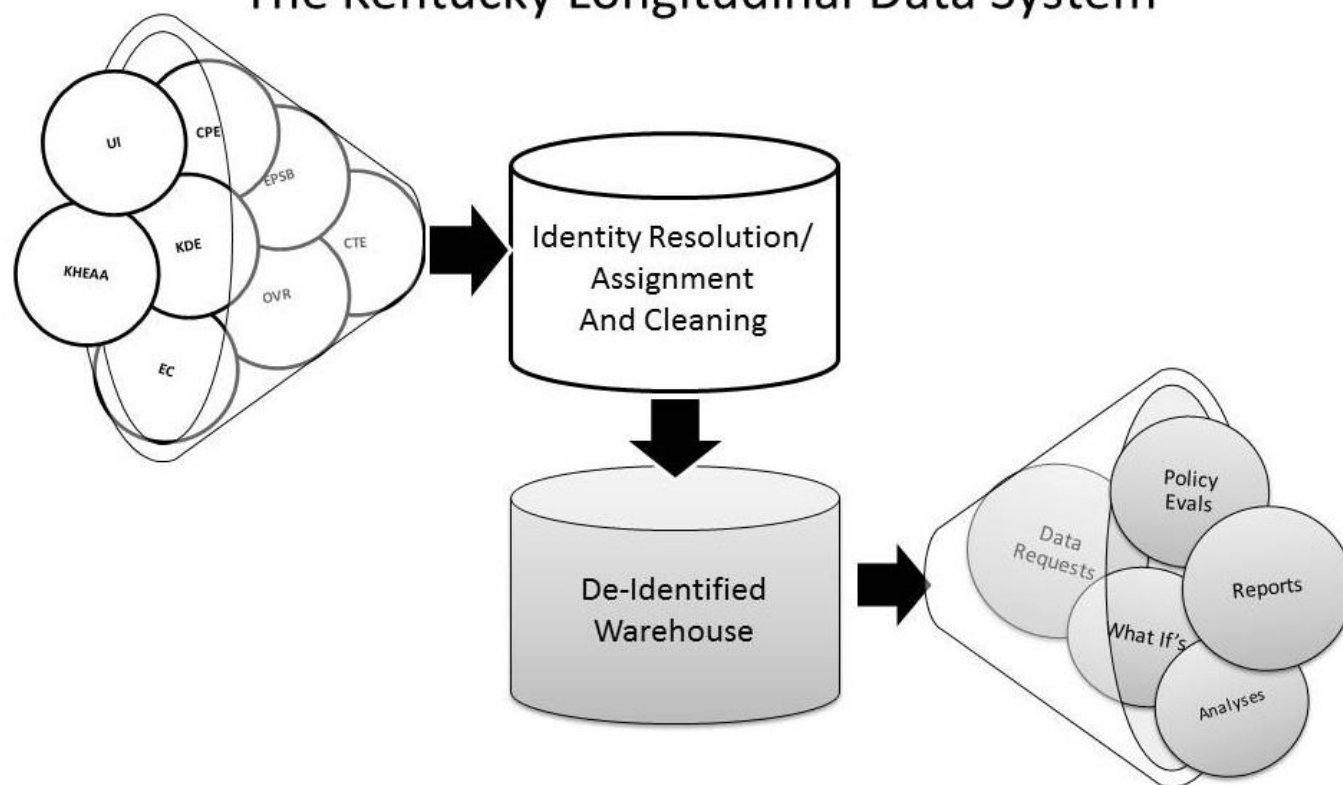 The Kentucky Longitudinal Data System
UI
CPE
EPSB
KDE
CTE
KHEAA
OVR
EC
Identity Resolution/
Assignment
And Cleaning
De-Identified
Warehouse
Policy
Evals
Data
Requests
Reports
What If's
Analyses